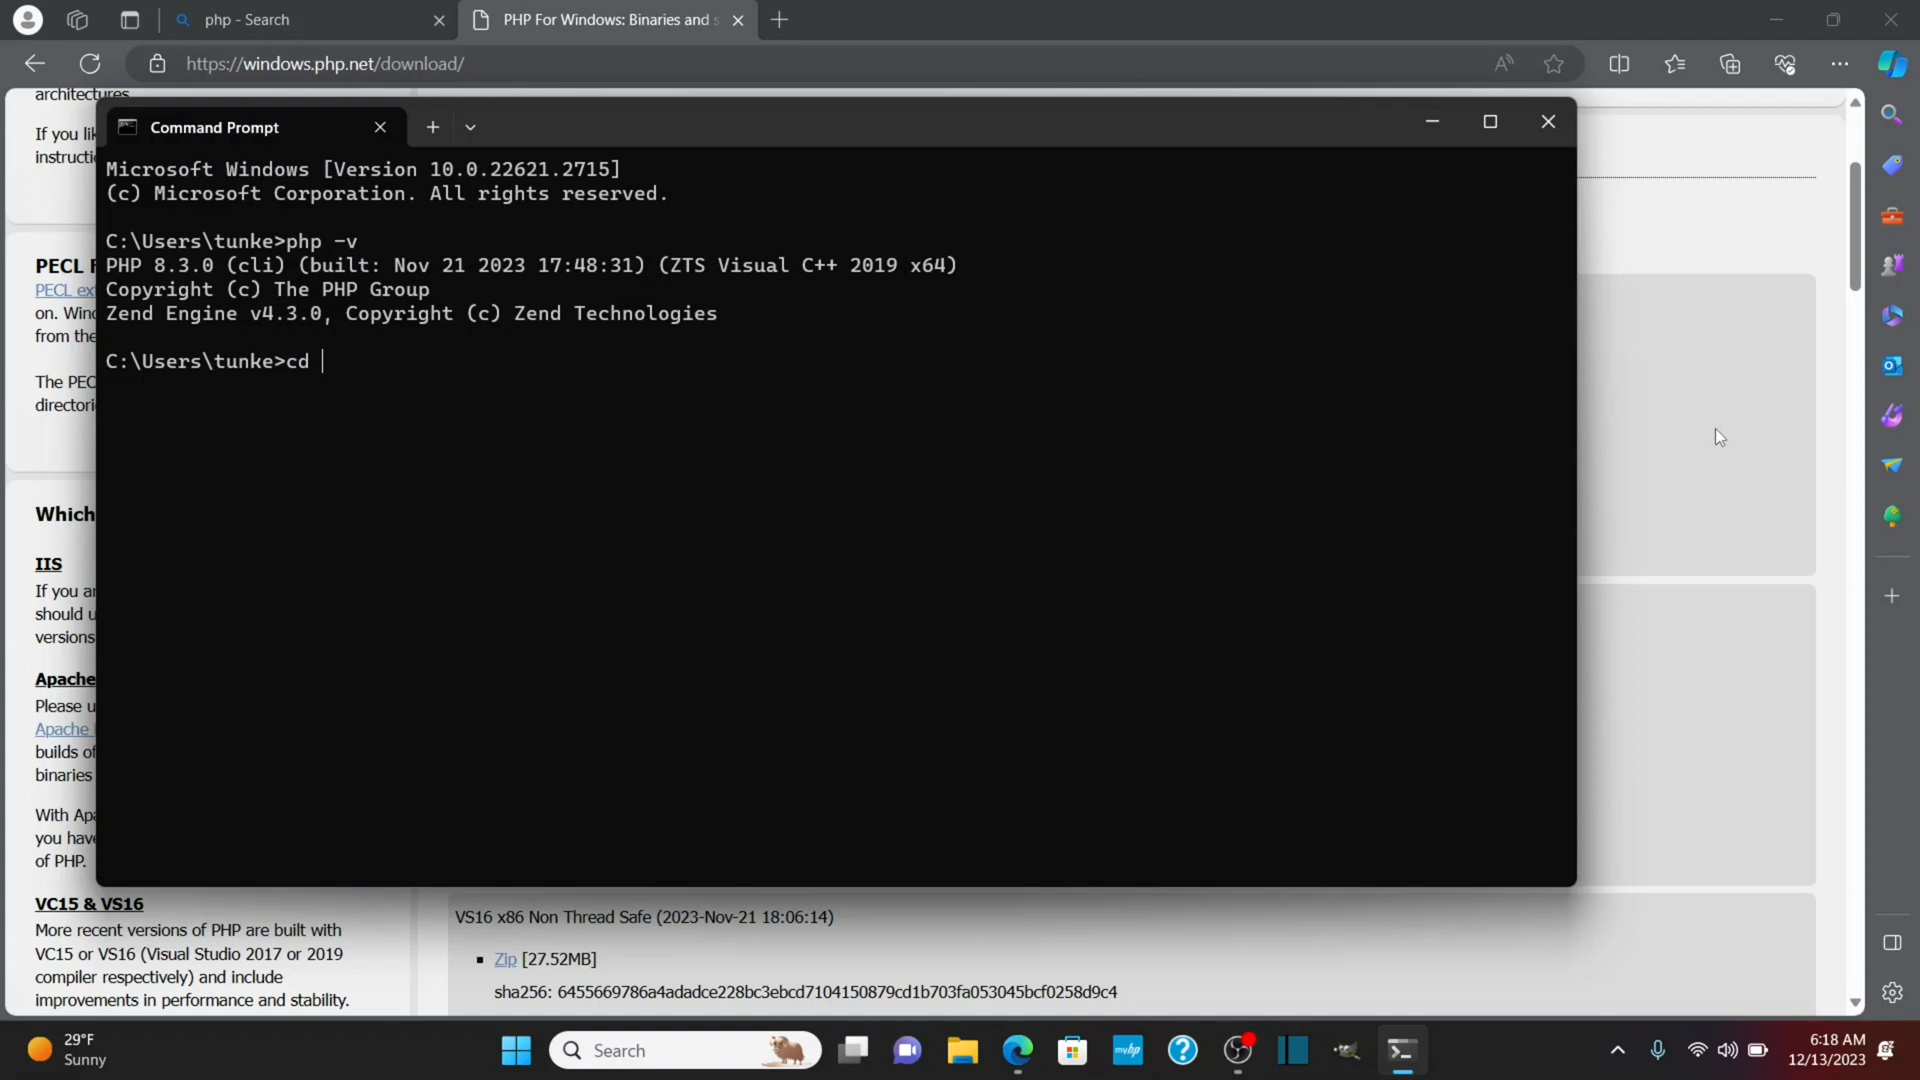 php - Search
PHP For Windows: Binaries and s
https://windows.php.net/download/
architectures
If you lik
instructi
PECL
PECL ex
on. Wind
from the
The PEC
directori
Which
IIS
If you ar
should u
versions
Apache
Please u
Apache
builds of
binaries
With Apa
you have
of PHP.
VC15 & VS16
More recent versions of PHP are built with
VC15 or VS16 (Visual Studio 2017 or 2019
compiler respectively) and include
improvements in performance and stability.
Command Prompt
Microsoft Windows [Version 10.0.22621.2715]
(c) Microsoft Corporation. All rights reserved.
C:\Users\tunke>php -v
PHP 8.3.0 (cli) (built: Nov 21 2023 17:48:31) (ZTS Visual C++ 2019 x64)
Copyright (c) The PHP Group
Zend Engine v4.3.0, Copyright (c) Zend Technologies
C:\Users\tunke>cd
VS16 x86 Non Thread Safe (2023-Nov-21 18:06:14)
Zip [27.52MB]
sha256: 6455669786a4adadce228bc3ebcd7104150879cd1b703fa053045bcf0258d9c4
29°F
Sunny
Search
myhp
6:18 AM
12/13/2023